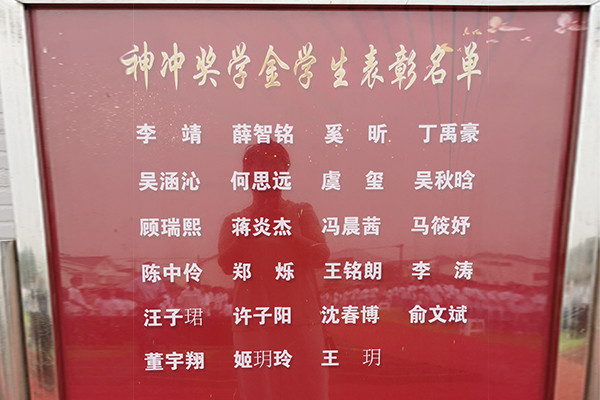 神冲奖学金学生表彰名单
李 靖 薛智铭 奚 昕 丁禹豪
吴涵沁 何思远 虞 玺 吴秋晗
顾瑞熙 蒋炎杰 冯晨茜 马筱妤
陈中伶 郑 烁 王铭朗 李 涛
汪子珺 许子阳 沈春博 俞文斌
董宇翔 姬玥玲 王 玥